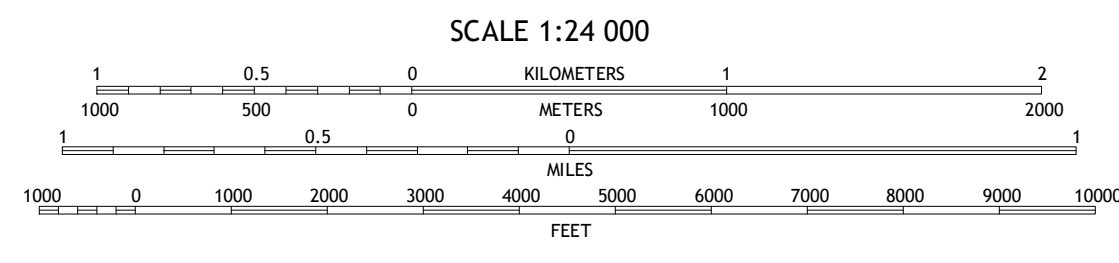 SCALE 1:24 000
1 0.5 0 KILOMETERS 1 2
1000 500 0 METERS 1000 2000
1 0.5 0 1
MILES
1000 0 1000 2000 3000 4000 5000 6000 7000 8000 9000 10000
FEET